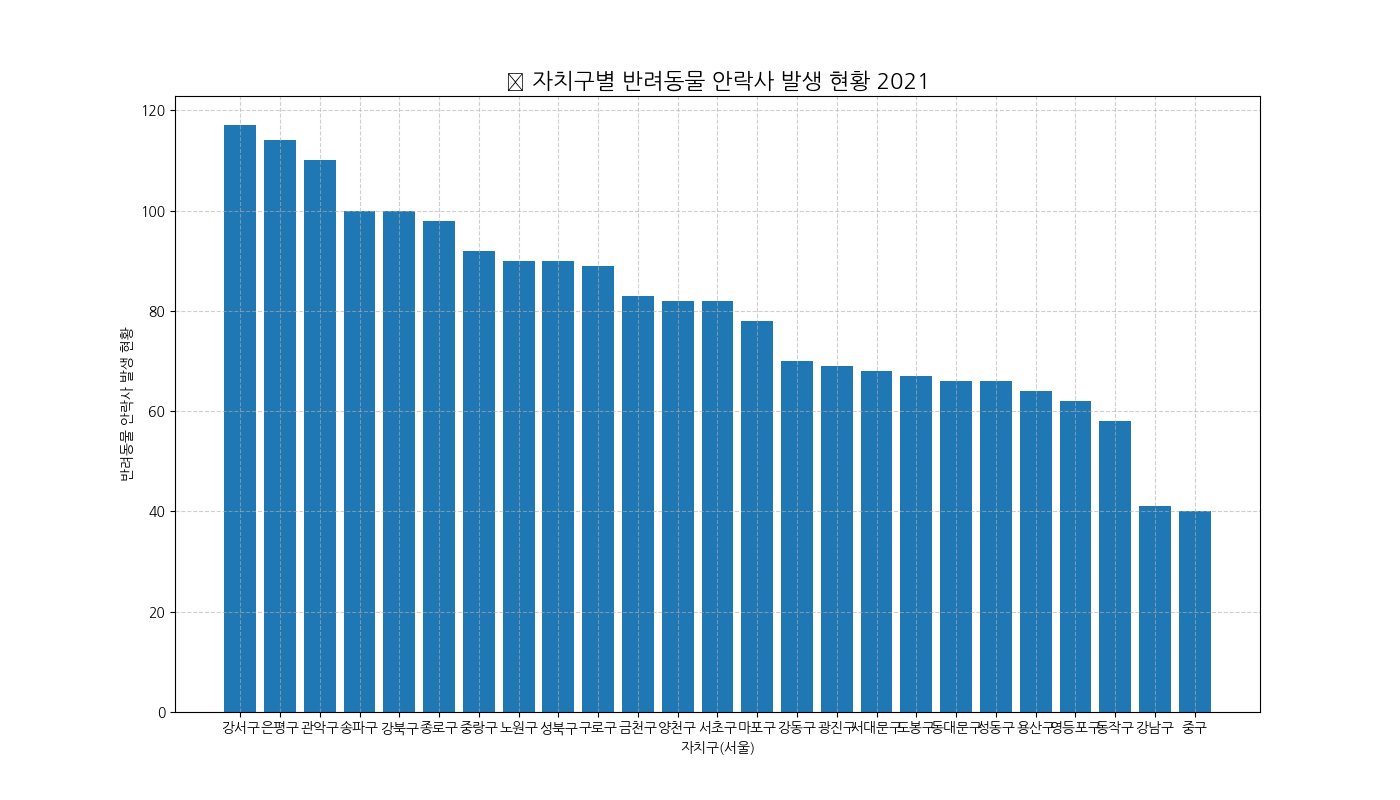 자치구별 반려동물 안락사 발생 현황 2021
120
100
80
60
40
20
0
반려동물 안락사 발생 현황
강서구 은평구 관악구 송파구 강북구 종로구 중랑구 노원구 성북구 구로구 금천구 양천구 서초구 마포구 강동구 광진구 서대문구 도봉구 동대문구 성동구 용산구 영등포구 동작구 강남구 중구
자치구(서울)